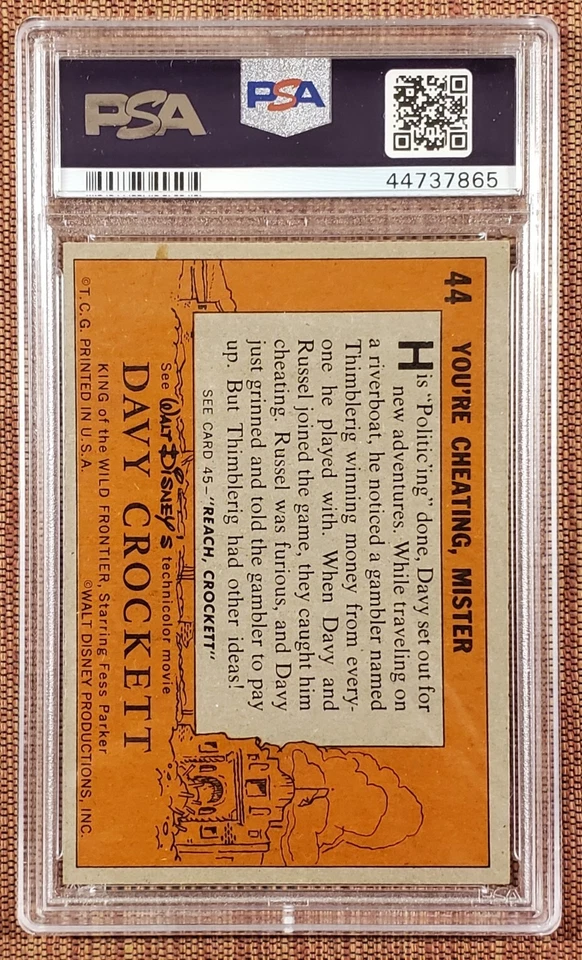 PSA
PSA
44737865
44 YOU'RE CHEATING, MISTER
His "Politic'ing" done, Davy set out for
new adventures. While traveling on
a riverboat, he noticed a gambler named
Thimblerig winning money from every-
one he played with. When Davy and
Russel joined the game, they caught him
cheating. Russel was furious, and Davy
just grinned and told the gambler to pay
up. But Thimblerig had other ideas!
SEE CARD 45—"REACH, CROCKETT"
See WALT DISNEY'S technicolor movie
DAVY CROCKETT
KING of the WILD FRONTIER, Starring Fess Parker
©T. C. G. PRINTED IN U.S.A. ©WALT DISNEY PRODUCTIONS, INC.
PSA